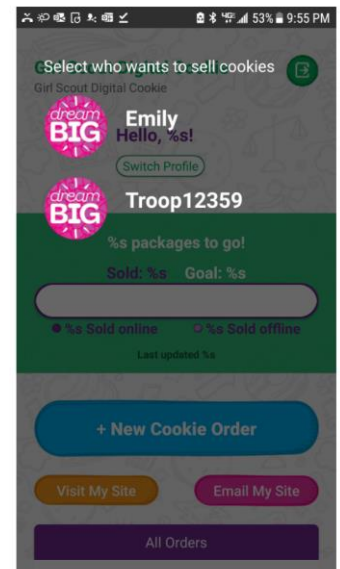 53% 9:55 PM
Select who wants to sell cookies
Girl Scout Digital Cookie
dream BIG
Emily
Hello, %s!
Switch Profile
dream BIG
Troop12359
%s packages to go!
Sold: %s Goal: %s
%s Sold online %s Sold offline
Last updated %s
+ New Cookie Order
Visit My Site Email My Site
All Orders